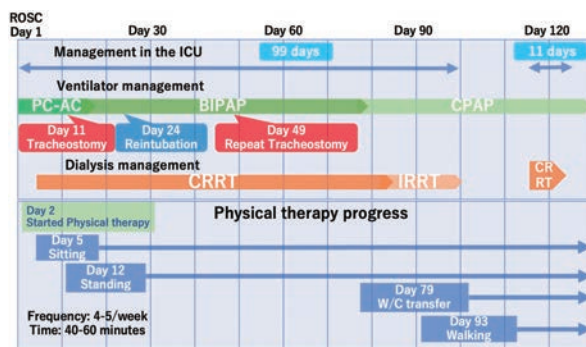 ROSC
Day 1
Day 30
Day 60
Day 90
Day 120
Management in the ICU
99 days
11 days
Ventilator management
PC-AC
BIPAP
CPAP
Day 11
Tracheostomy
Day 24
Reintubation
Day 49
Repeat Tracheostomy
Dialysis management
CRRT
IRRT
CR
RT
Day 2
Started Physical therapy
Physical therapy progress
Day 5
Sitting
Day 12
Standing
Day 79
W/C transfer
Day 93
Walking
Frequency: 4-5/week
Time: 40-60 minutes